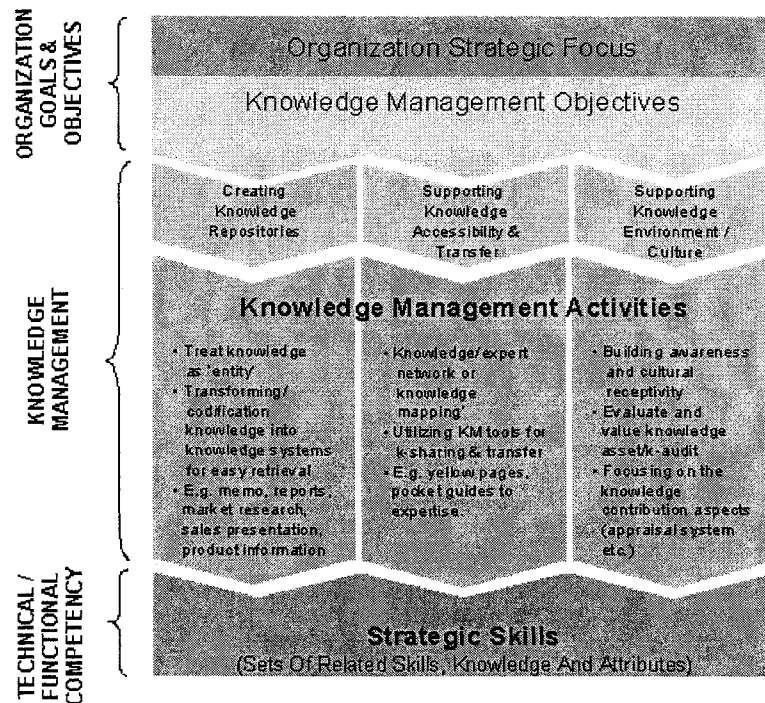 ORGANIZATION
GOALS &
OBJECTIVES
Organization Strategic Focus
Knowledge Management Objectives
KNOWLEDGE
MANAGEMENT
Creating
Knowledge
Repositories
Supporting
Knowledge
Accessibility &
Transfer
Supporting
Knowledge
Environment /
Culture
Knowledge Management Activities
• Treat knowledge
as 'entity'
• Transforming/
codification
knowledge into
knowledge systems
for easy retrieval
• E.g. memo, reports,
market research,
sales presentation,
product information
• Knowledge/expert
network or
knowledge
mapping'
• Utilizing KM tools for
k-sharing & transfer
• E.g. yellow pages,
pocket guides to
expertise.
• Building awareness
and cultural
receptivity
• Evaluate and
value knowledge
asset/k-audit
• Focusing on the
knowledge
contribution aspects
(appraisal system
etc.)
TECHNICAL /
FUNCTIONAL
COMPETENCY
Strategic Skills
(Sets Of Related Skills, Knowledge And Attributes)